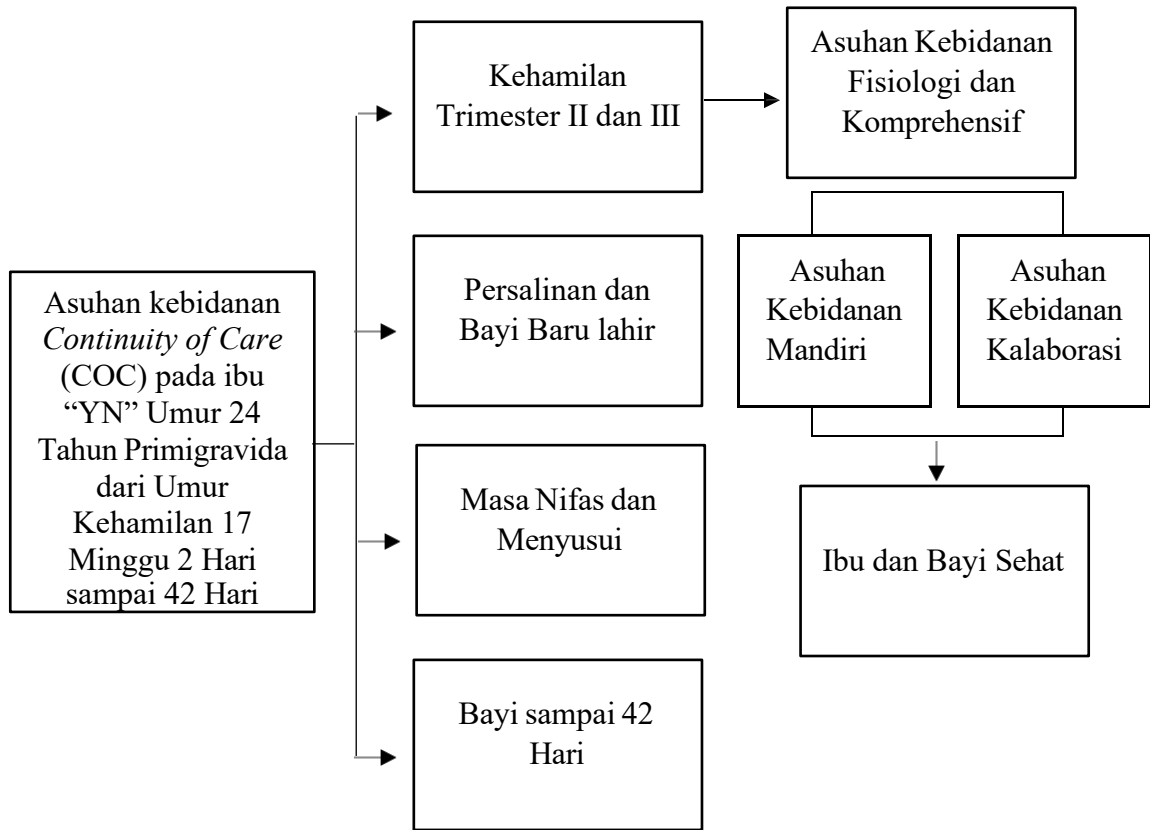 Asuhan kebidanan
Continuity of Care
(COC) pada ibu
“YN” Umur 24
Tahun Primigravida
dari Umur
Kehamilan 17
Minggu 2 Hari
sampai 42 Hari
Kehamilan
Trimester II dan III
Persalinan dan
Bayi Baru lahir
Masa Nifas dan
Menyusui
Bayi sampai 42
Hari
Asuhan Kebidanan
Fisiologi dan
Komprehensif
Asuhan
Kebidanan
Mandiri
Asuhan
Kebidanan
Kalaborasi
Ibu dan Bayi Sehat